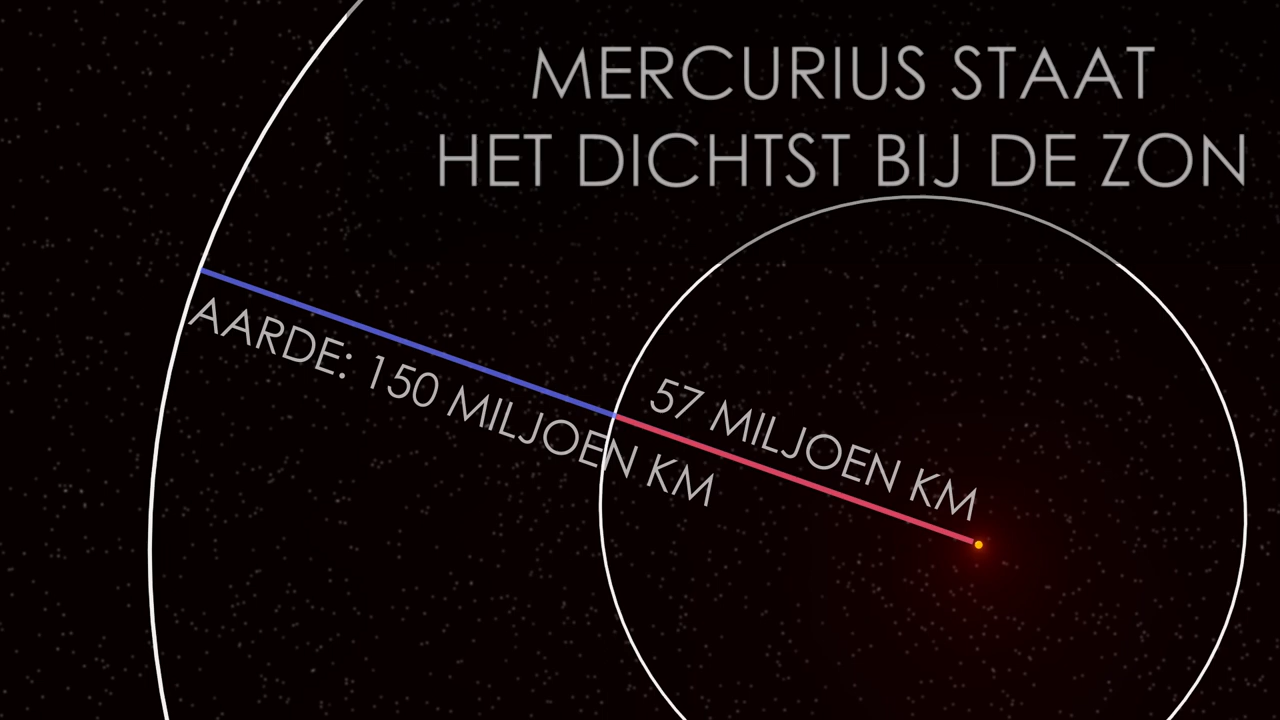 MERCURIUS STAAT
HET DICHTST BIJ DE ZON
AARDE: 150 MILJOEN KM
57 MILJOEN KM